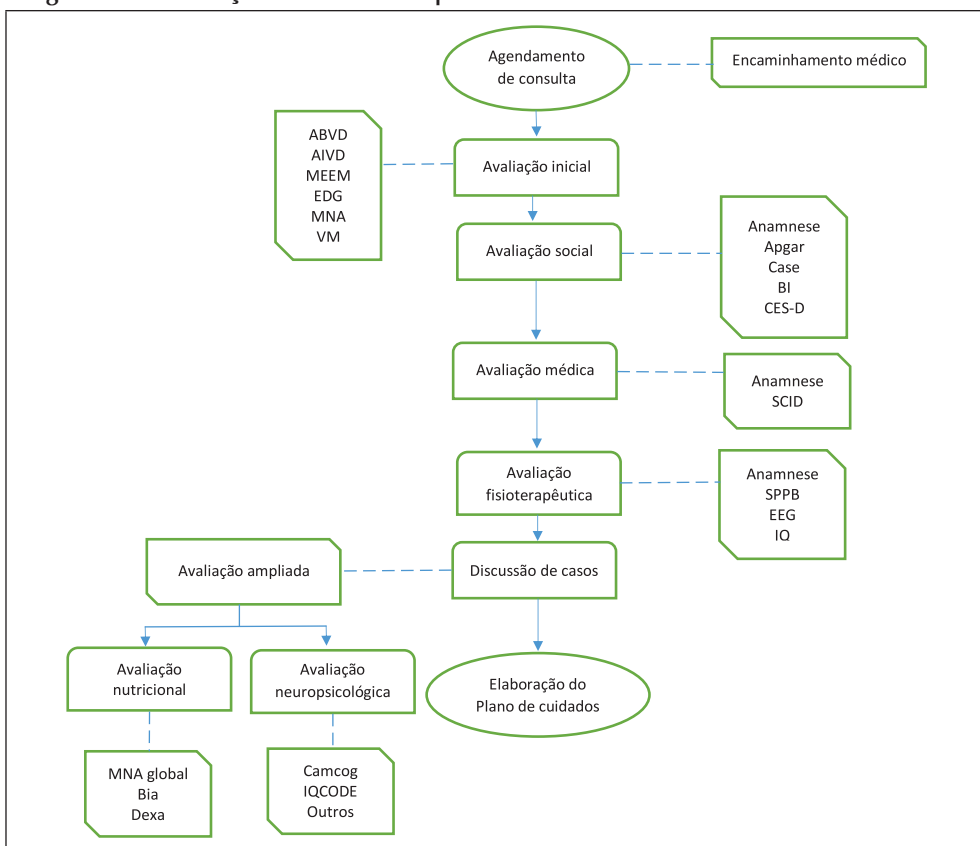 Agendamento
de consulta
Encaminhamento médico
ABVD
AIVD
MEEM
EDG
MNA
VM
Avaliação inicial
Avaliação social
Anamnese
Apgar
Case
BI
CES-D
Avaliação médica
Anamnese
SCID
Avaliação
fisioterapêutica
Anamnese
SPPB
EEG
IQ
Avaliação ampliada
Discussão de casos
Avaliação
nutricional
Avaliação
neuropsicológica
Elaboração do
Plano de cuidados
MNA global
Bia
Dexa
Camcog
IQCODE
Outros